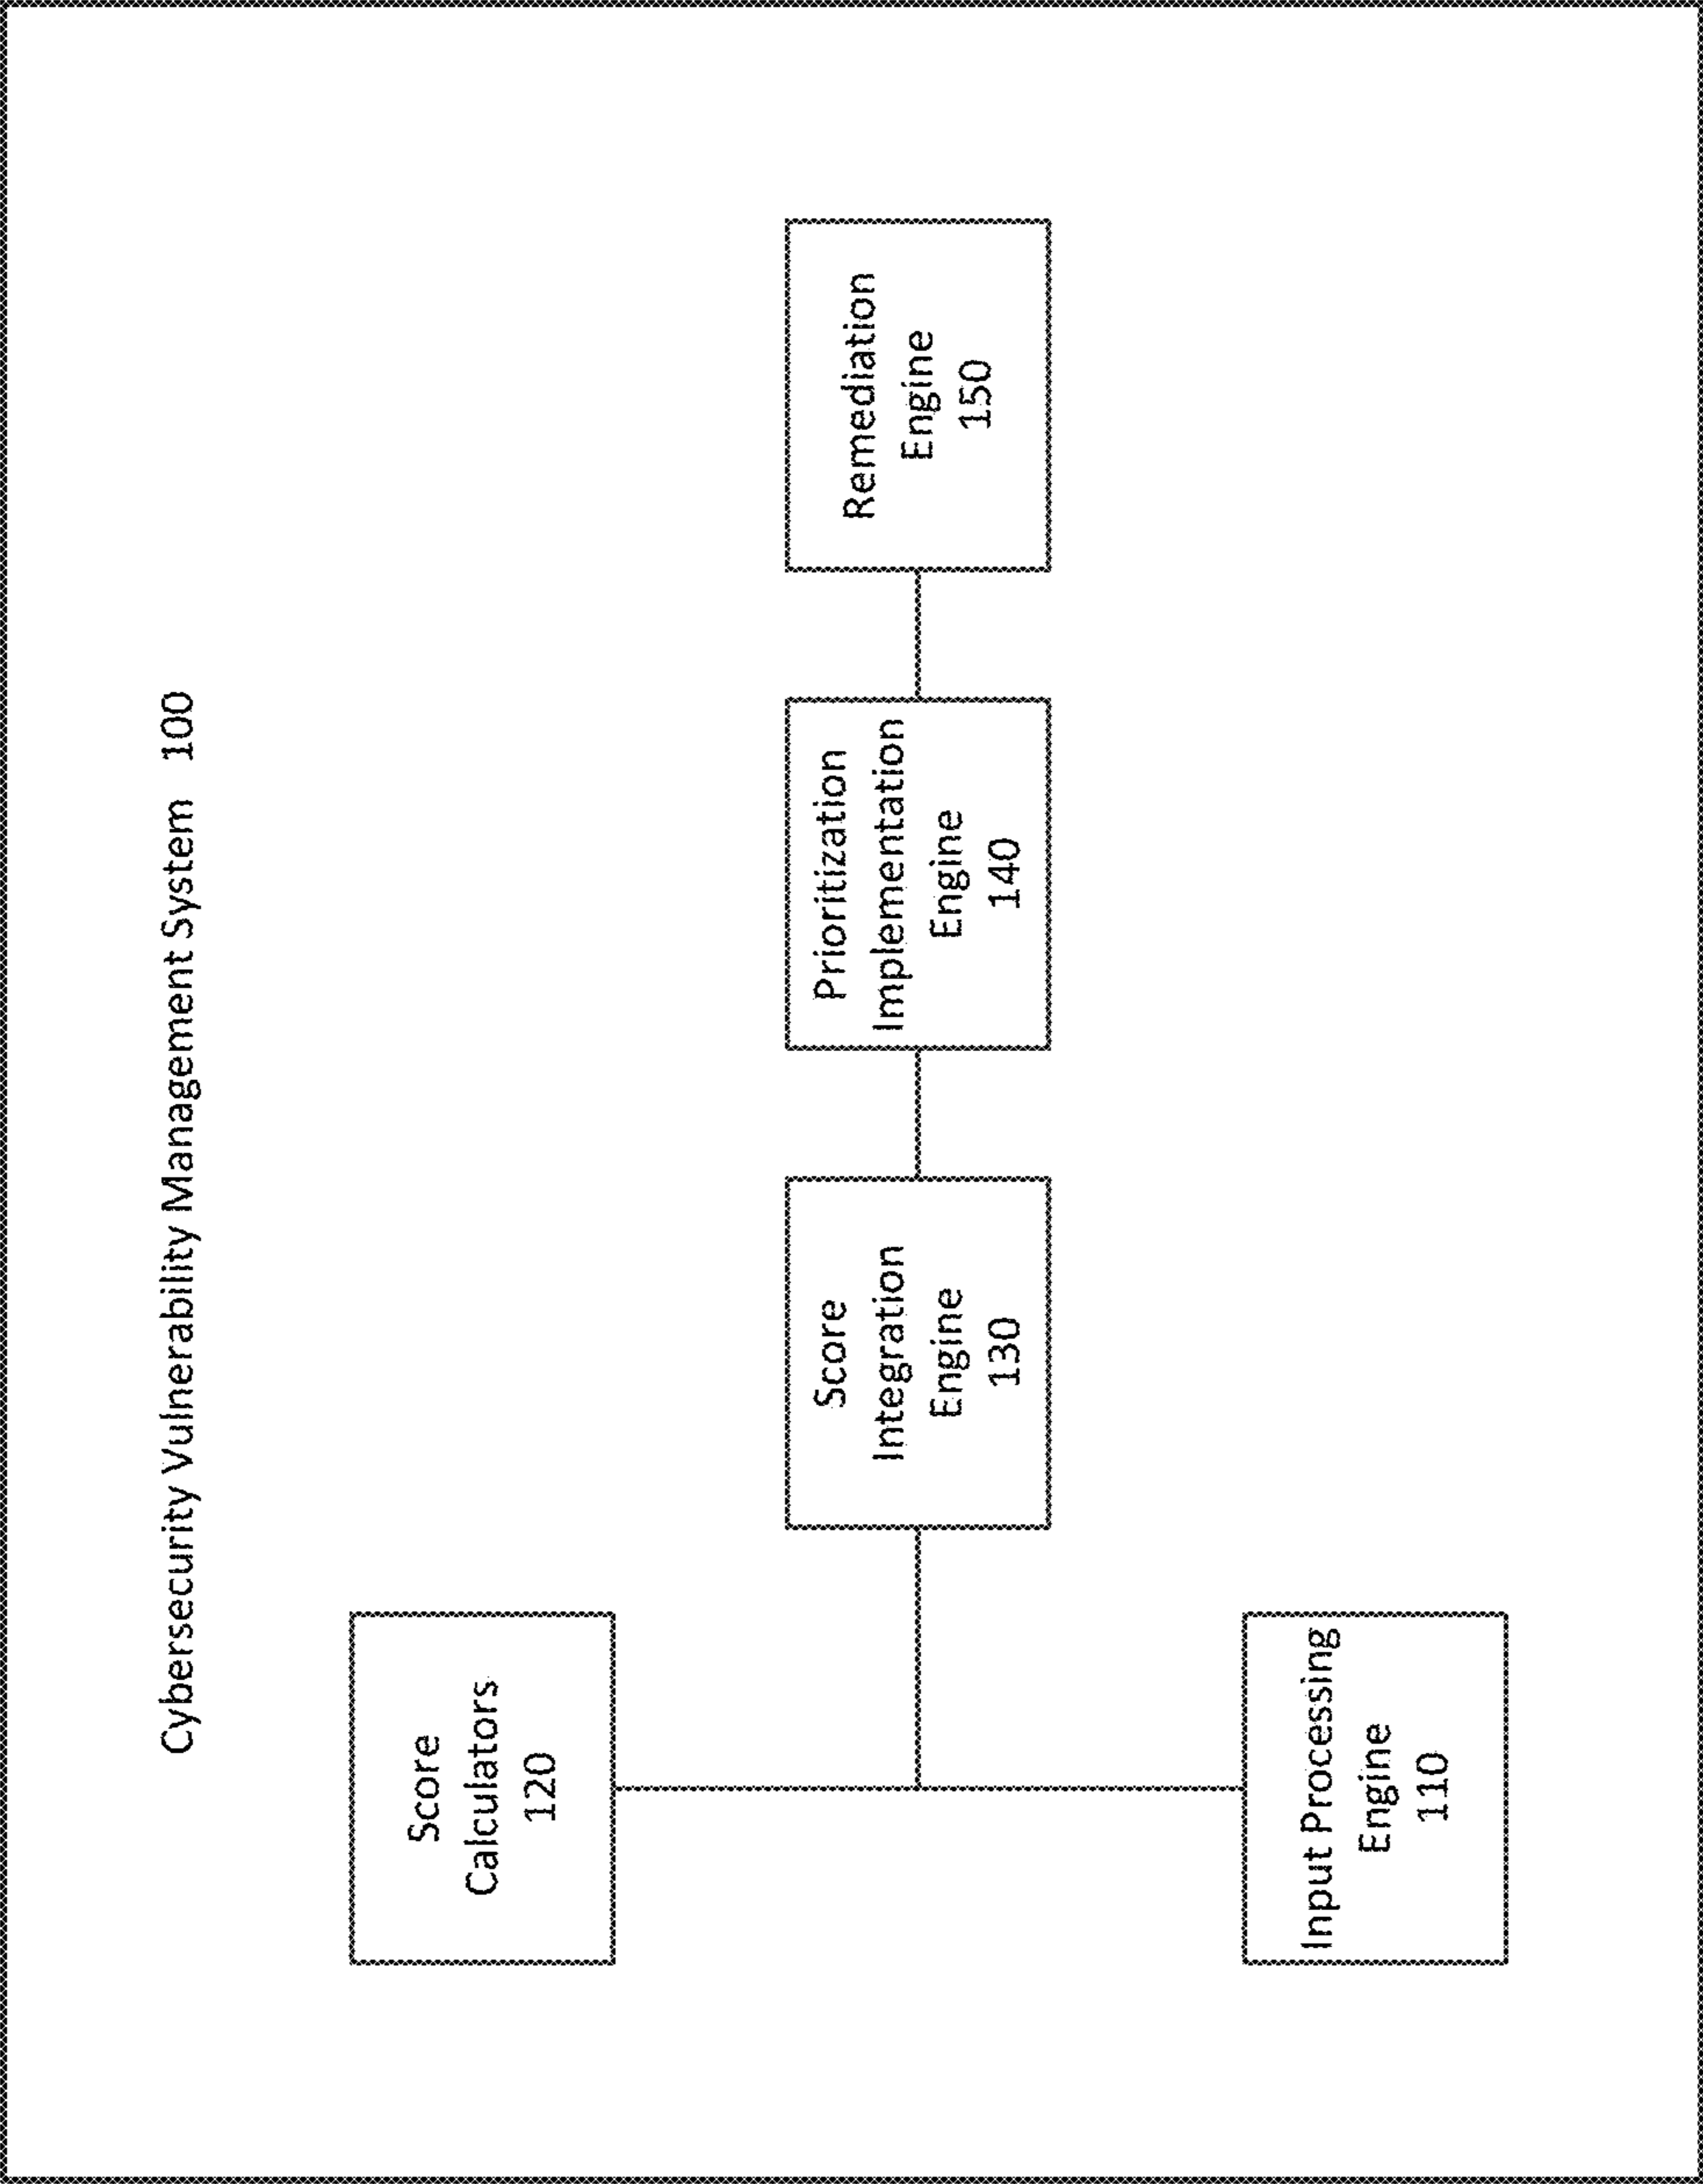 Cybersecurity Vulnerability Management System 100
Score
Calculators
120
Input Processing
Engine
110
Score
Integration
Engine
130
Prioritization
Implementation
Engine
140
Remediation
Engine
150